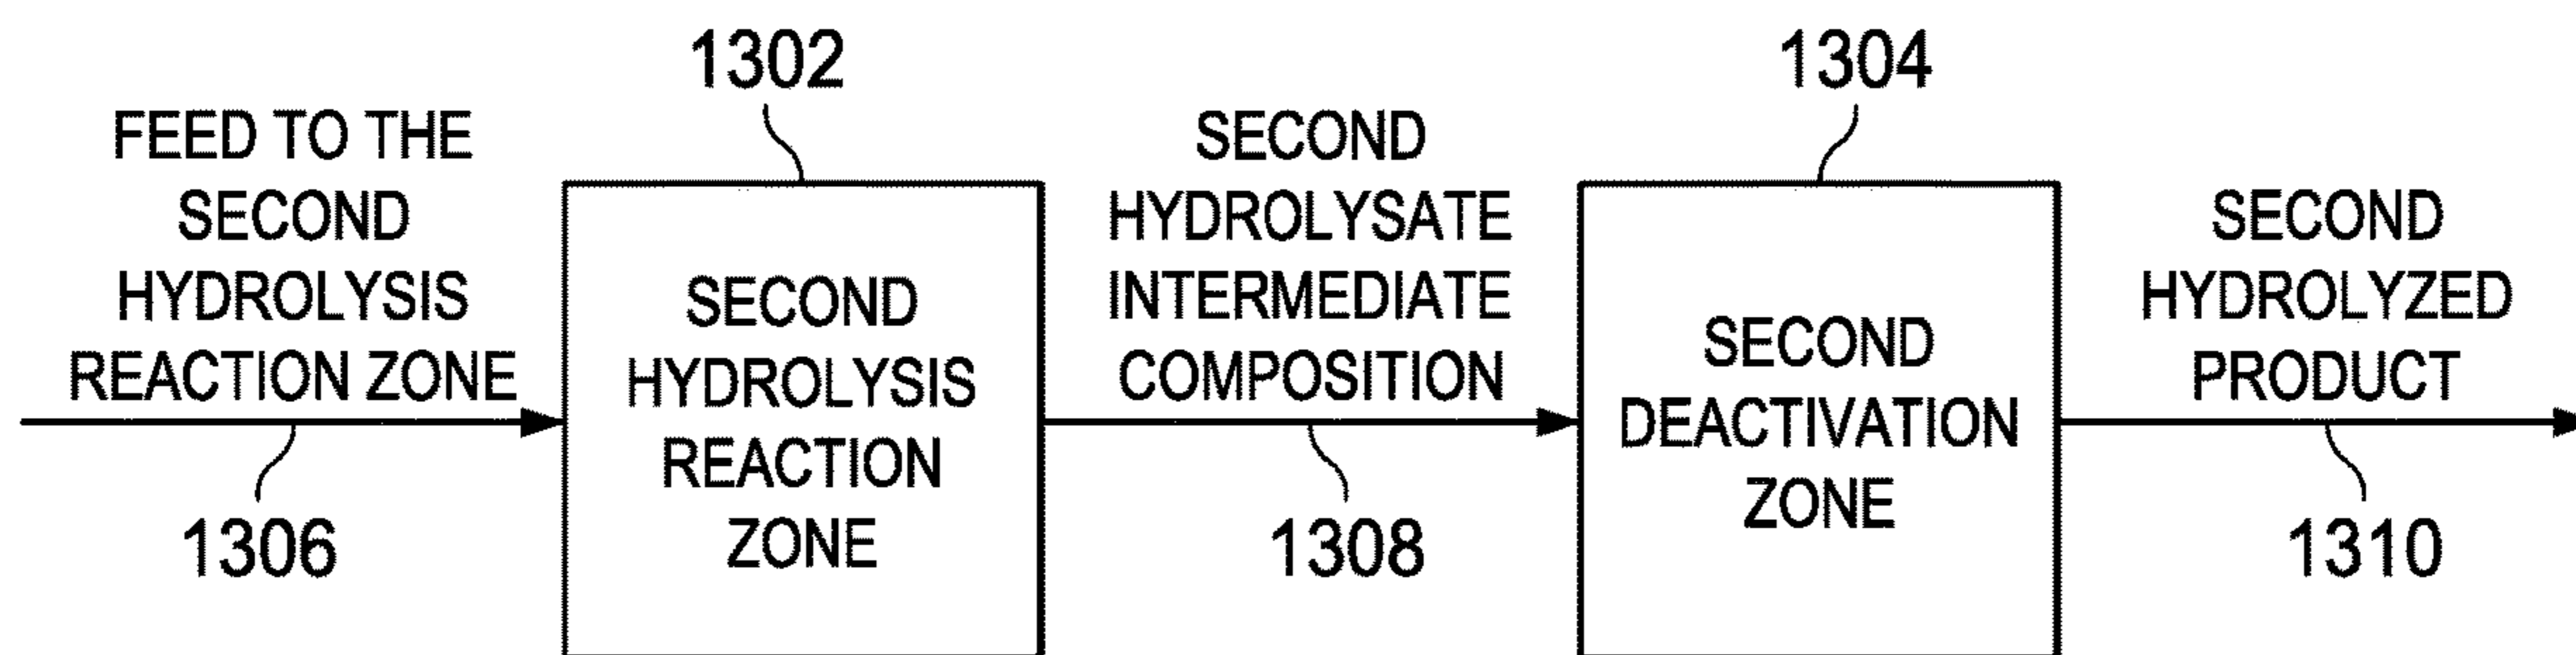 1302
1304
FEED TO THE
SECOND
HYDROLYSIS
REACTION ZONE
1306
SECOND
HYDROLYSIS
REACTION
ZONE
SECOND
HYDROLYSATE
INTERMEDIATE
COMPOSITION
1308
SECOND
DEACTIVATION
ZONE
SECOND
HYDROLYZED
PRODUCT
1310